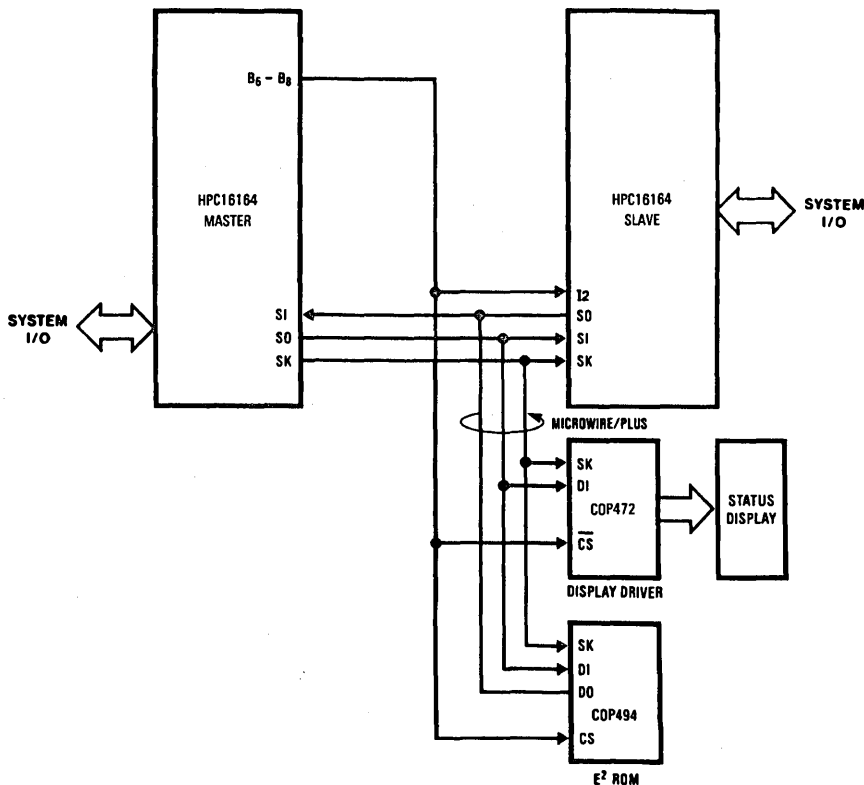 B6 – B8
HPC16164
MASTER
SI
SO
SK
SYSTEM
I/O
HPC16164
SLAVE
I2
SO
SI
SK
SYSTEM
I/O
MICROWIRE/PLUS
SK
DI
COP472
CS
DISPLAY DRIVER
STATUS
DISPLAY
SK
DI
DO
COP494
CS
E² ROM